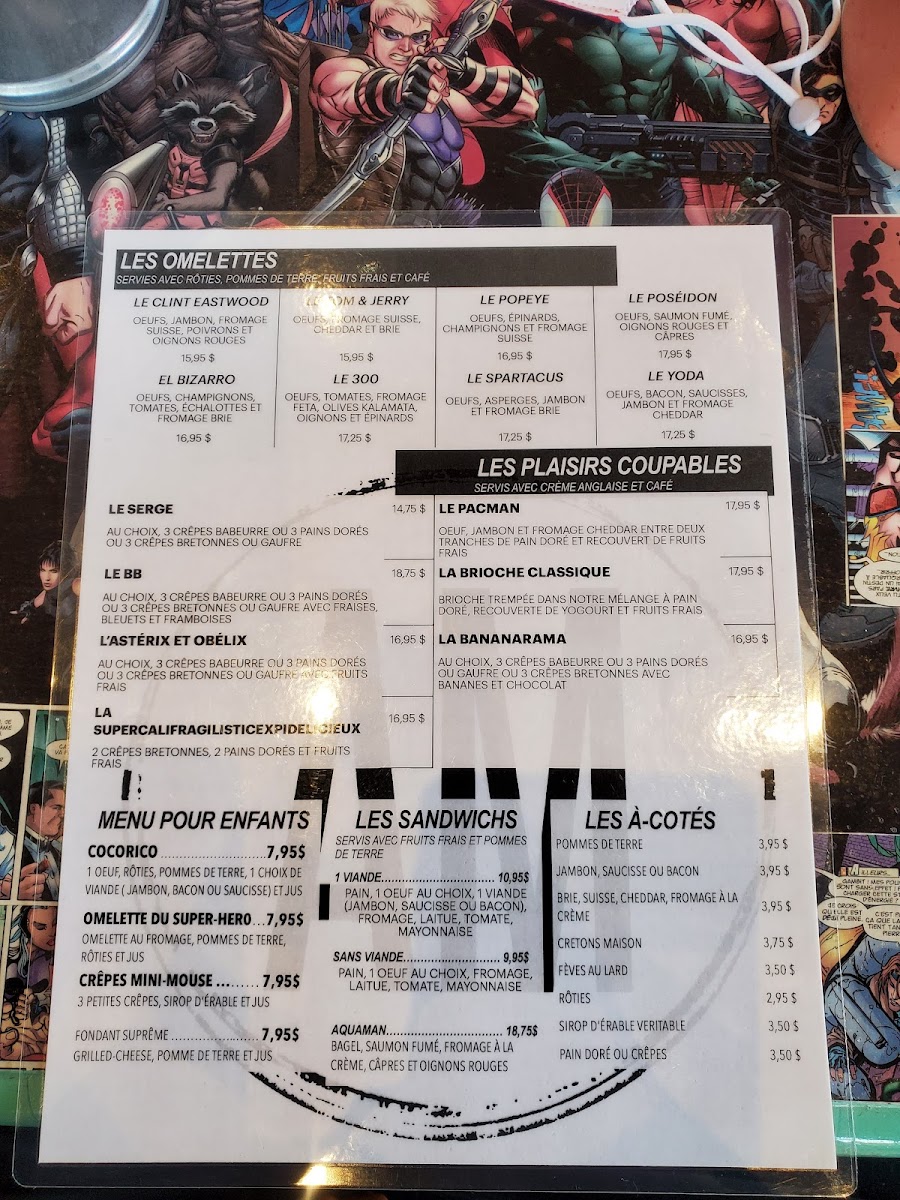 LES OMELETTES
SERVIES AVEC RÔTIES, POMMES DE TERRE, FRUITS FRAIS ET CAFÉ
LE CLINT EASTWOOD
OEUFS, JAMBON, FROMAGE
SUISSE, POIVRONS ET
OIGNONS ROUGES
15,95 $
LE TOM & JERRY
OEUFS, FROMAGE SUISSE,
CHEDDAR ET BRIE
15,95 $
LE POPEYE
OEUFS, ÉPINARDS,
CHAMPIGNONS ET FROMAGE
SUISSE
16,95 $
LE POSÉIDON
OEUFS, SAUMON FUMÉ,
OIGNONS ROUGES ET
CÂPRES
17,95 $
EL BIZARRO
OEUFS, CHAMPIGNONS,
TOMATES, ÉCHALOTTES ET
FROMAGE BRIE
16,95 $
LE 300
OEUFS, TOMATES, FROMAGE
FETA, OLIVES KALAMATA,
OIGNONS ET ÉPINARDS
17,25 $
LE SPARTACUS
OEUFS, ASPERGES, JAMBON
ET FROMAGE BRIE
17,25 $
LE YODA
OEUFS, BACON, SAUCISSES,
JAMBON ET FROMAGE
CHEDDAR
17,25 $
LES PLAISIRS COUPABLES
SERVIS AVEC CRÈME ANGLAISE ET CAFÉ
LE SERGE 14,75 $
AU CHOIX, 3 CRÊPES BABEURRE OU 3 PAINS DORÉS
OU 3 CRÊPES BRETONNES OU GAUFRE
LE BB 18,75 $
AU CHOIX, 3 CRÊPES BABEURRE OU 3 PAINS DORÉS
OU 3 CRÊPES BRETONNES OU GAUFRE AVEC FRAISES,
BLEUETS ET FRAMBOISES
L'ASTÉRIX ET OBÉLIX 16,95 $
AU CHOIX, 3 CRÊPES BABEURRE OU 3 PAINS DORÉS
OU 3 CRÊPES BRETONNES OU GAUFRE AVEC FRUITS
FRAIS
LA
SUPERCALIFRAGILISTICEXPIDELICIEUX 16,95 $
2 CRÊPES BRETONNES, 2 PAINS DORÉS ET FRUITS
FRAIS
LE PACMAN 17,95 $
OEUF, JAMBON ET FROMAGE CHEDDAR ENTRE DEUX
TRANCHES DE PAIN DORÉ ET RECOUVERT DE FRUITS
FRAIS
LA BRIOCHE CLASSIQUE 17,95 $
BRIOCHE TREMPÉE DANS NOTRE MÉLANGE À PAIN
DORÉ, RECOUVERTE DE YOGOURT ET FRUITS FRAIS
LA BANANARAMA 16,95 $
AU CHOIX, 3 CRÊPES BABEURRE OU 3 PAINS DORÉS
OU GAUFRE OU 3 CRÊPES BRETONNES AVEC
BANANES ET CHOCOLAT
AM
MENU POUR ENFANTS
COCORICO ........................7,95$
1 OEUF, RÔTIES, POMMES DE TERRE, 1 CHOIX DE
VIANDE ( JAMBON, BACON OU SAUCISSE) ET JUS
OMELETTE DU SUPER-HERO...7,95$
OMELETTE AU FROMAGE, POMMES DE TERRE,
RÔTIES ET JUS
CRÊPES MINI-MOUSE .......... 7,95$
3 PETITES CRÊPES, SIROP D'ÉRABLE ET JUS
FONDANT SUPRÊME .................... 7,95$
GRILLED-CHEESE, POMME DE TERRE ET JUS
LES SANDWICHS
SERVIS AVEC FRUITS FRAIS ET POMMES
DE TERRE
1 VIANDE.................................. 10,95$
PAIN, 1 OEUF AU CHOIX, 1 VIANDE
(JAMBON, SAUCISSE OU BACON),
FROMAGE, LAITUE, TOMATE,
MAYONNAISE
SANS VIANDE............................. 9,95$
PAIN, 1 OEUF AU CHOIX, FROMAGE,
LAITUE, TOMATE, MAYONNAISE
AQUAMAN.................................. 18,75$
BAGEL, SAUMON FUMÉ, FROMAGE À LA
CRÈME, CÂPRES ET OIGNONS ROUGES
LES À-COTÉS
POMMES DE TERRE 3,95 $
JAMBON, SAUCISSE OU BACON 3,95 $
BRIE, SUISSE, CHEDDAR, FROMAGE À LA
CRÈME 3,95 $
CRETONS MAISON 3,75 $
FÈVES AU LARD 3,50 $
RÔTIES 2,95 $
SIROP D'ÉRABLE VERITABLE 3,50 $
PAIN DORÉ OU CRÊPES 3,50 $